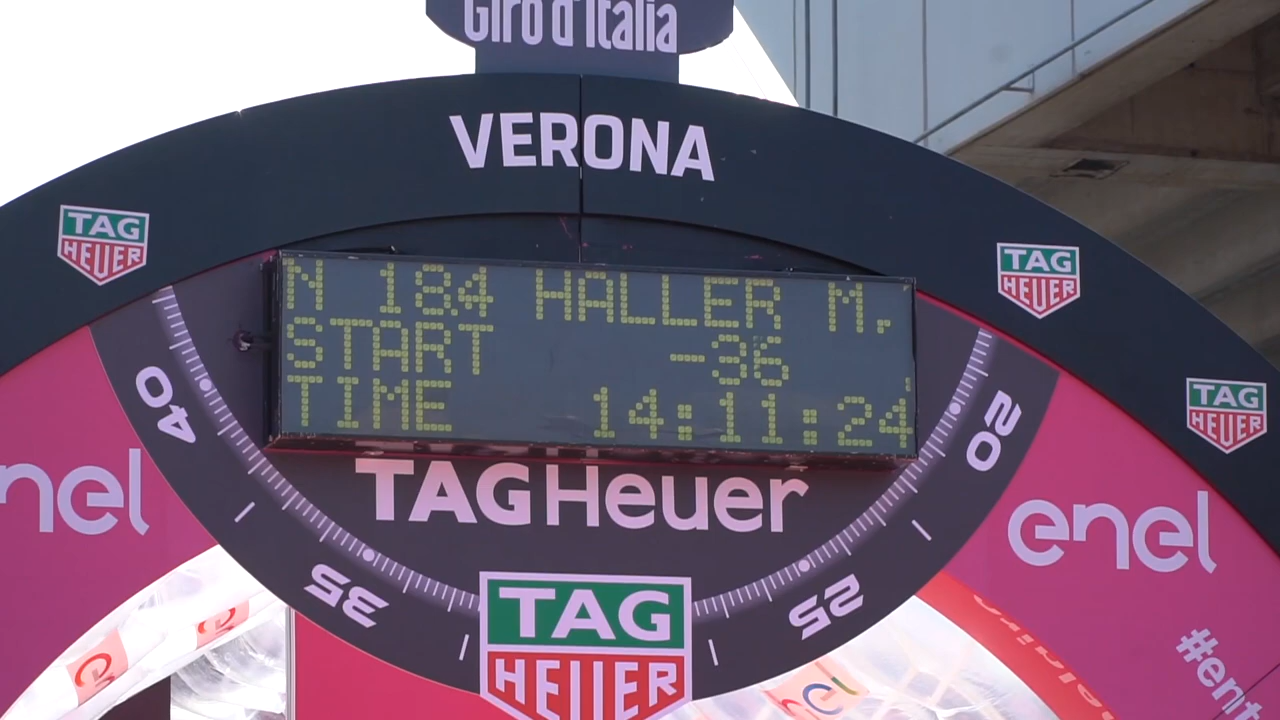 Giro d'Italia
VERONA
TAG
HEUER
TAG
HEUER
TAG
HEUER
N 184 HALLER M.
START -36
TIME 14:11:24
40
20
TAGHeuer
enel
enel
35
25
TAG
HEUER